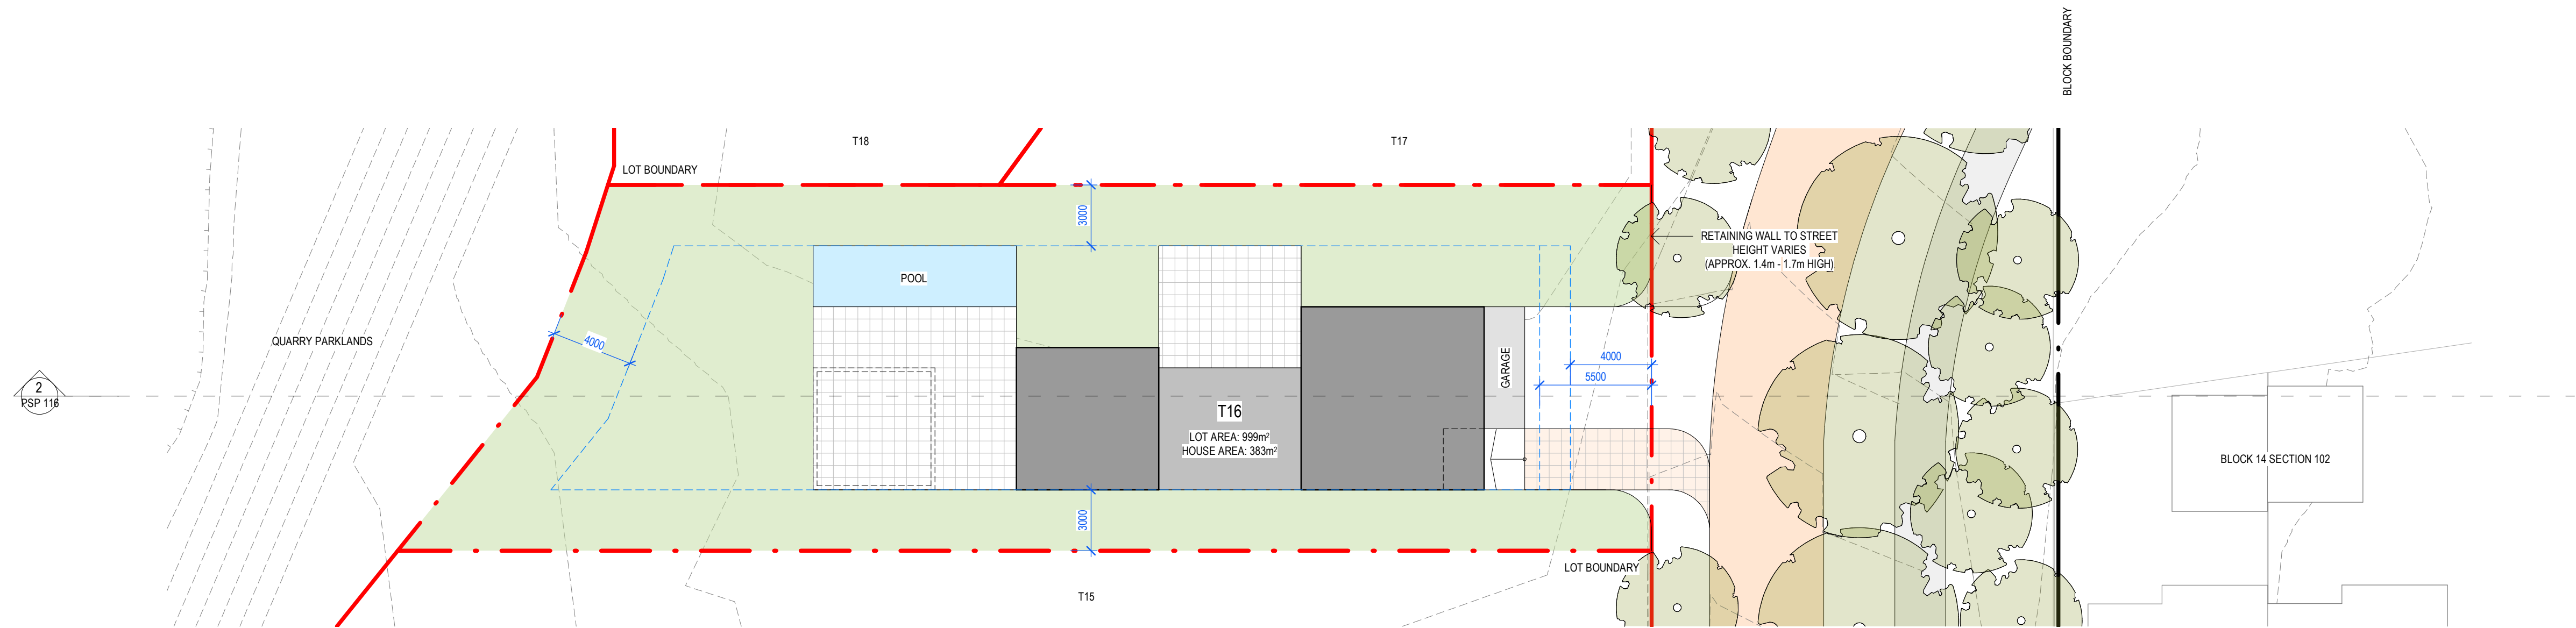 BLOCK BOUNDARY
T18
T17
LOT BOUNDARY
3000
RETAINING WALL TO STREET
HEIGHT VARIES
(APPROX. 1.4m - 1.7m HIGH)
POOL
QUARRY PARKLANDS
4000
GARAGE
4000
5500
2
PSP 116
T16
LOT AREA: 999m²
HOUSE AREA: 383m²
BLOCK 14 SECTION 102
3000
LOT BOUNDARY
T15